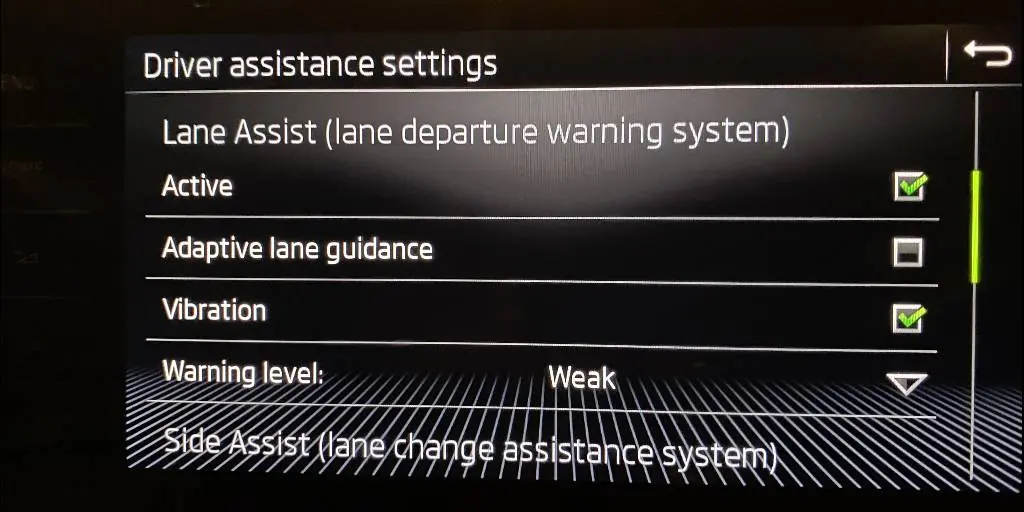 Driver assistance settings
Lane Assist (lane departure warning system)
Active
Adaptive lane guidance
Vibration
Warning level: Weak
Side Assist (lane change assistance system)